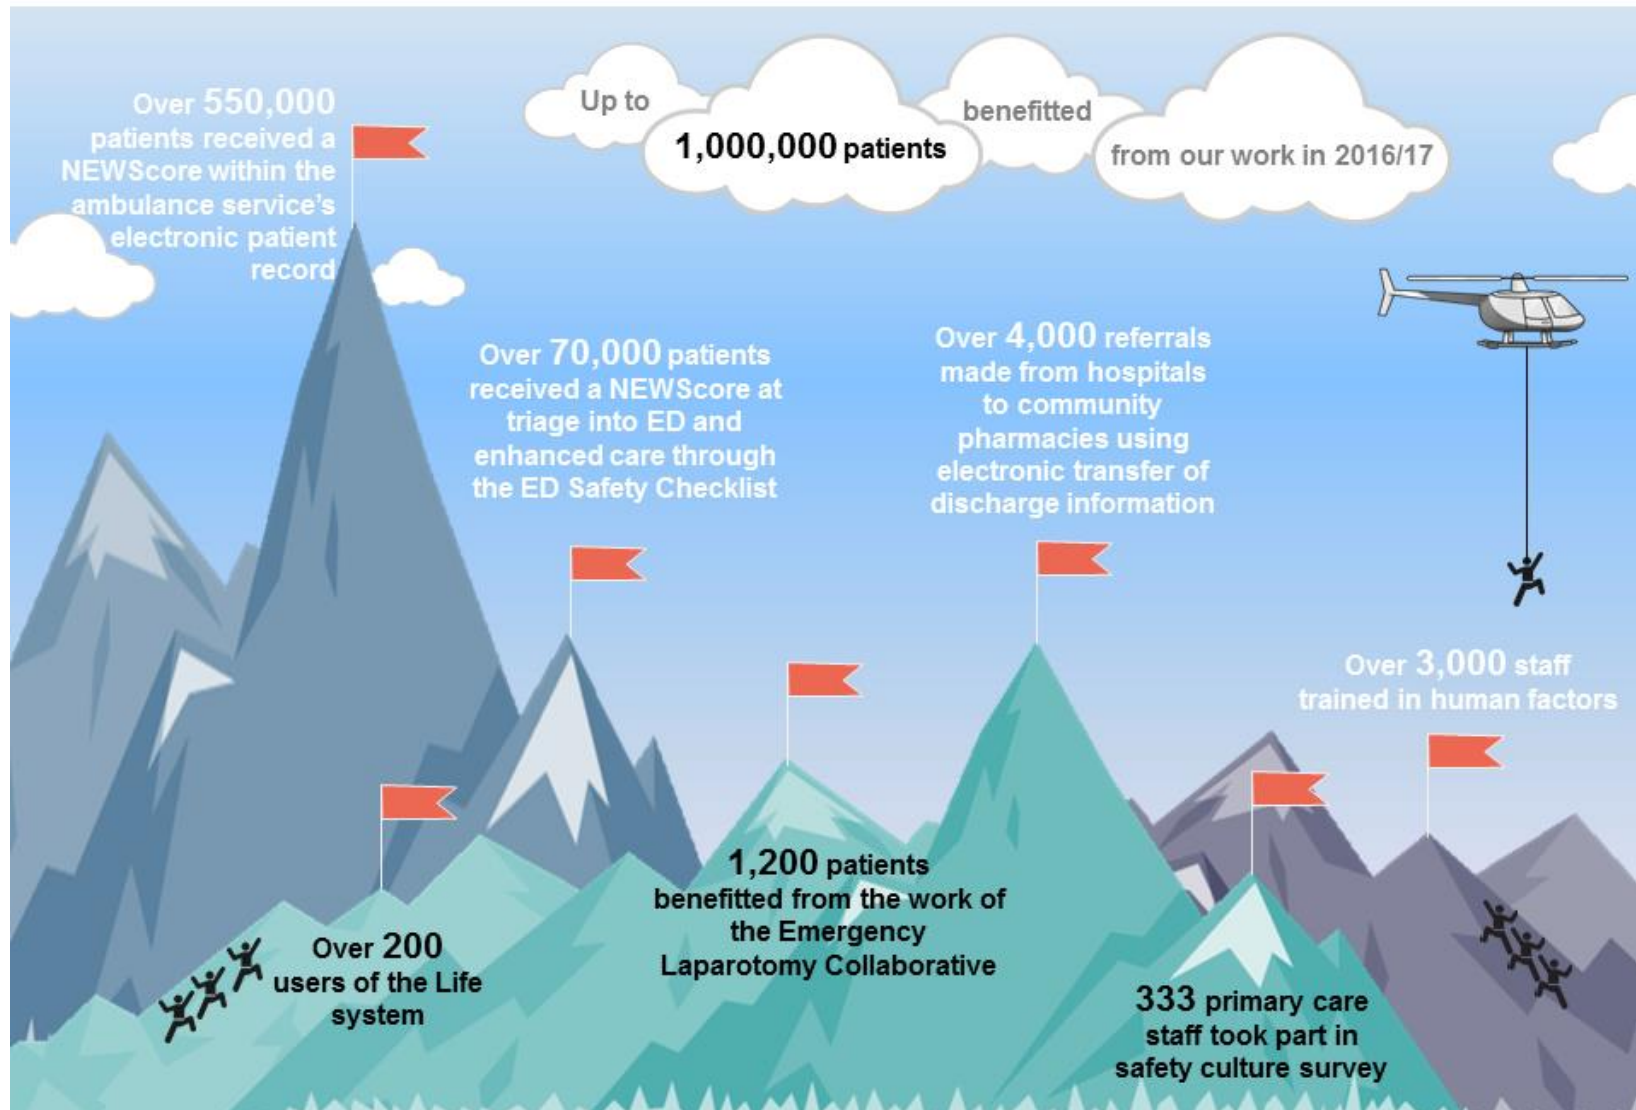 Up to
1,000,000 patients
benefitted
from our work in 2016/17
Over 550,000
patients received a
NEWScore within the
ambulance service's
electronic patient
record
Over 70,000 patients
received a NEWScore at
triage into ED and
enhanced care through
the ED Safety Checklist
Over 4,000 referrals
made from hospitals
to community
pharmacies using
electronic transfer of
discharge information
Over 3,000 staff
trained in human factors
Over 200
users of the Life
system
1,200 patients
benefitted from the work of
the Emergency
Laparotomy Collaborative
333 primary care
staff took part in
safety culture survey